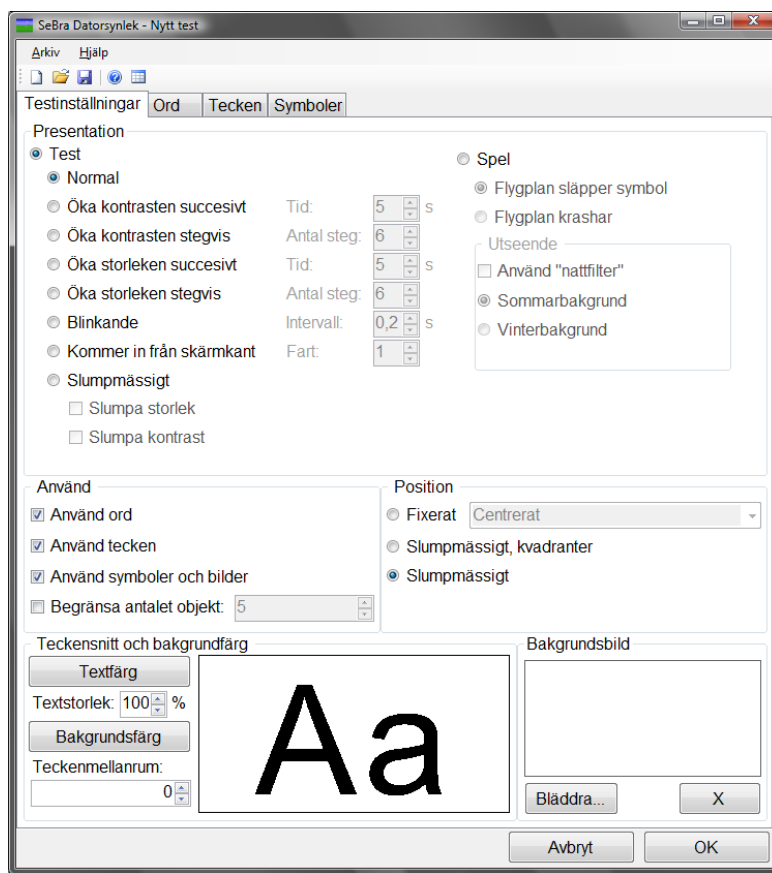 SeBra Datorsynlek - Nytt test
Arkiv Hjälp
Testinställningar Ord Tecken Symboler
Presentation
Test
Normal
Öka kontrasten succesivt Tid: 5 s
Öka kontrasten stegvis Antal steg: 6
Öka storleken succesivt Tid: 5 s
Öka storleken stegvis Antal steg: 6
Blinkande Intervall: 0,2 s
Kommer in från skärmkant Fart: 1
Slumpmässigt
Slumpa storlek
Slumpa kontrast
Spel
Flygplan släpper symbol
Flygplan krashar
Utseende
Använd "nattfilter"
Sommarbakgrund
Vinterbakgrund
Använd
Använd ord
Använd tecken
Använd symboler och bilder
Begränsa antalet objekt: 5
Position
Fixerat Centrerat
Slumpmässigt, kvadranter
Slumpmässigt
Teckensnitt och bakgrundfärg
Textfärg
Textstorlek: 100 %
Bakgrundsfärg
Teckenmellanrum:
0
Aa
Bakgrundsbild
Bläddra... X
Avbryt OK